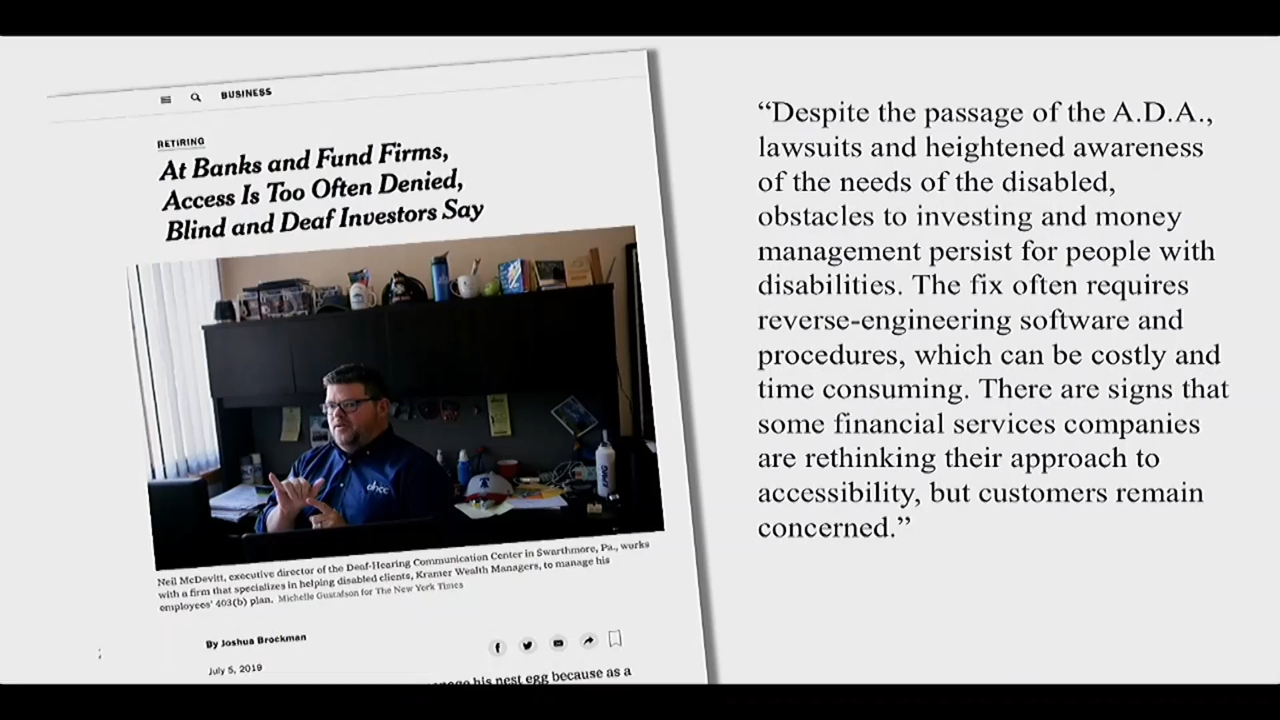 BUSINESS
RETIRING
At Banks and Fund Firms,
Access Is Too Often Denied,
Blind and Deaf Investors Say
dhcc
Neil McDevitt, executive director of the Deaf-Hearing Communication Center in Swarthmore, Pa., works
with a firm that specializes in helping disabled clients, Kramer Wealth Managers, to manage his
employees' 403(b) plan. Michelle Gustafson for The New York Times
By Joshua Brockman
July 5, 2019
his nest egg because as a
“Despite the passage of the A.D.A.,
lawsuits and heightened awareness
of the needs of the disabled,
obstacles to investing and money
management persist for people with
disabilities. The fix often requires
reverse-engineering software and
procedures, which can be costly and
time consuming. There are signs that
some financial services companies
are rethinking their approach to
accessibility, but customers remain
concerned.”